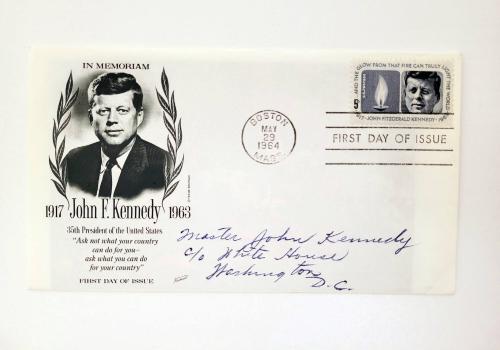 IN MEMORIAM
1917 John F. Kennedy 1963
35th President of the United States
"Ask not what your country
can do for you—
ask what you can do
for your country"
FIRST DAY OF ISSUE
BOSTON
MAY
29
1964
MASS.
AND THE GLOW FROM THAT FIRE CAN TRULY LIGHT THE WORLD
5
JOHN FITZGERALD KENNEDY
FIRST DAY OF ISSUE
Master John Kennedy
c/o White House
Washington
D.C.